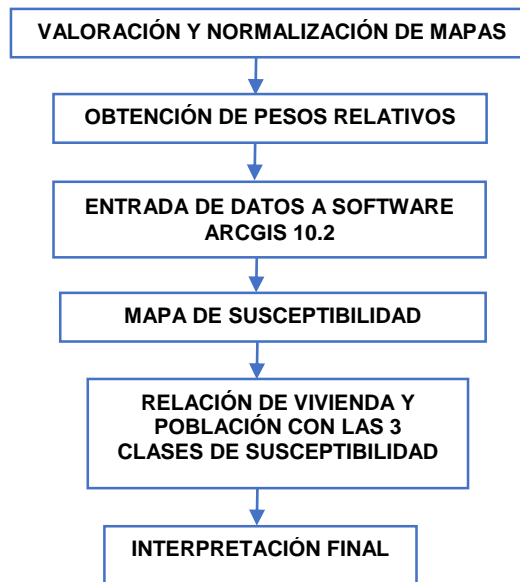 VALORACIÓN Y NORMALIZACIÓN DE MAPAS
OBTENCIÓN DE PESOS RELATIVOS
ENTRADA DE DATOS A SOFTWARE
ARCGIS 10.2
MAPA DE SUSCEPTIBILIDAD
RELACIÓN DE VIVIENDA Y
POBLACIÓN CON LAS 3
CLASES DE SUSCEPTIBILIDAD
INTERPRETACIÓN FINAL